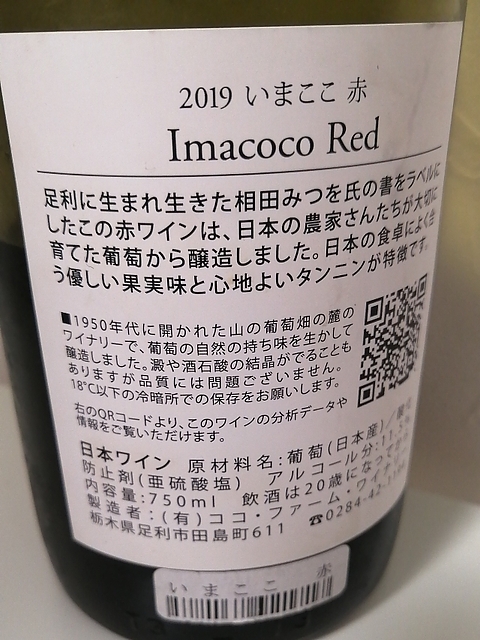 2019 いまここ 赤
Imacoco Red
足利に生まれ生きた相田みつを氏の書をラベルに
したこの赤ワインは、日本の農家さんたちが大切に
育てた葡萄から醸造しました。日本の食卓によく合
う優しい果実味と心地よいタンニンが特徴です。
■1950年代に開かれた山の葡萄畑の麓の
ワイナリーで、葡萄の自然の持ち味を生かして
醸造しました。澱や酒石酸の結晶がでることも
ありますが品質には問題ございません。
18℃以下の冷暗所での保存をお願いします。
右のQRコードより、このワインの分析データや
情報をご覧いただけます。
日本ワイン 原材料名:葡萄(日本産)/酸化
防止剤(亜硫酸塩) アルコール分:11.5%
内容量:750ml 飲酒は20歳になって
製造者:(有)ココ・ファーム・ワイナ
栃木県足利市田島町611 ☎0284-42-
いまここ 赤